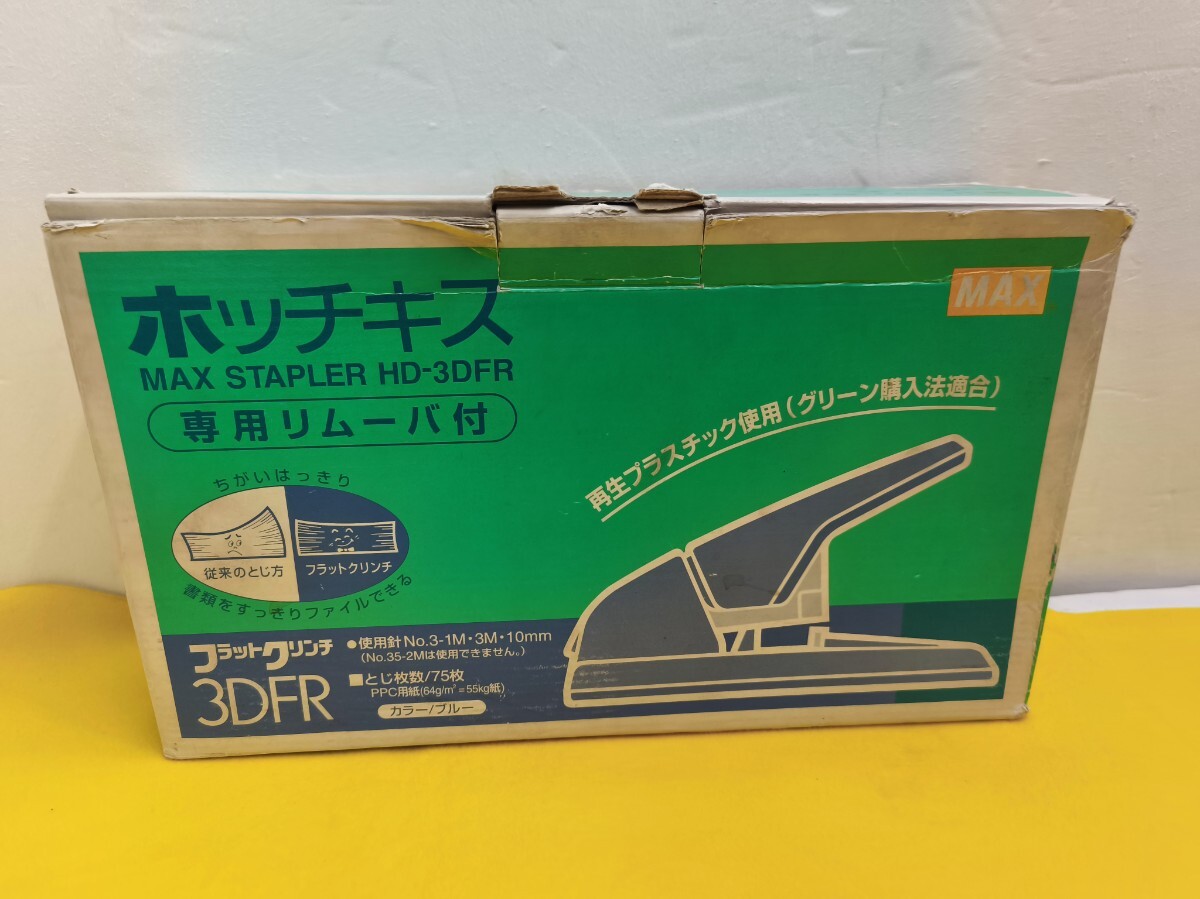 ホッチキス
MAX STAPLER HD-3DFR
専用リムーバ付
MAX
再生プラスチック使用(グリーン購入法適合)
ちがいはっきり
従来のとじ方
フラットクリンチ
書類をすっきりファイルできる
フラットクリンチ
3DFR
●使用針No.3-1M・3M・10mm
(No.35-2Mは使用できません。)
■とじ枚数/75枚
PPC用紙(64g/m²=55kg紙)
カラー/ブルー